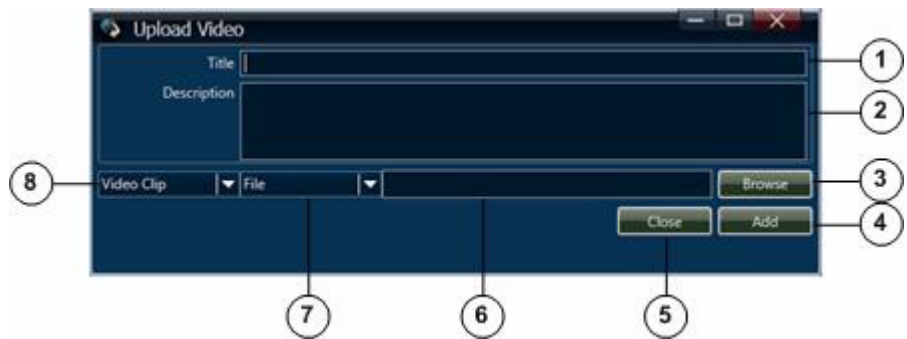 Upload Video
Title
1
Description
2
8
Video Clip File Browse
3
Close Add
4
7 6 5